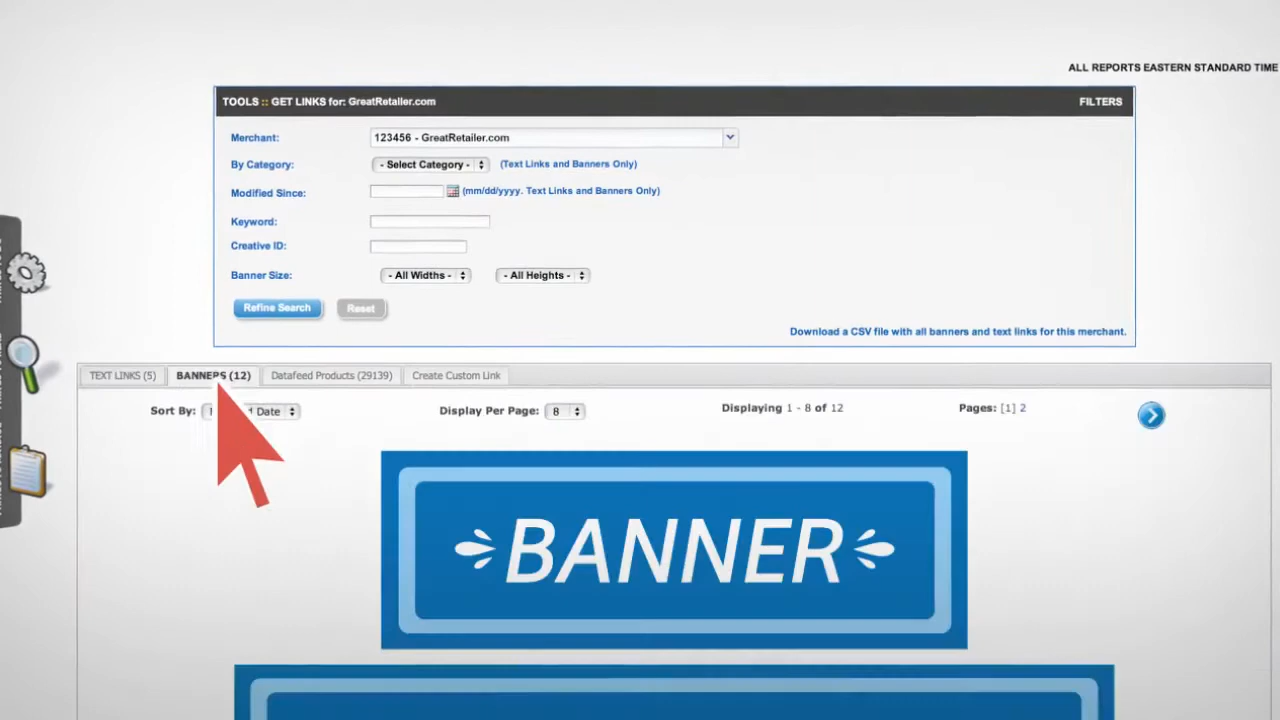 ALL REPORTS EASTERN STANDARD TIME
TOOLS :: GET LINKS for: GreatRetailer.com FILTERS
Merchant: 123456 - GreatRetailer.com
By Category: - Select Category - (Text Links and Banners Only)
Modified Since: (mm/dd/yyyy. Text Links and Banners Only)
Keyword:
Creative ID:
Banner Size: - All Widths - - All Heights -
Refine Search Reset
Download a CSV file with all banners and text links for this merchant.
TEXT LINKS (5) BANNERS (12) Datafeed Products (29139) Create Custom Link
Sort By: Date Display Per Page: 8 Displaying 1 - 8 of 12 Pages: [1] 2
BANNER